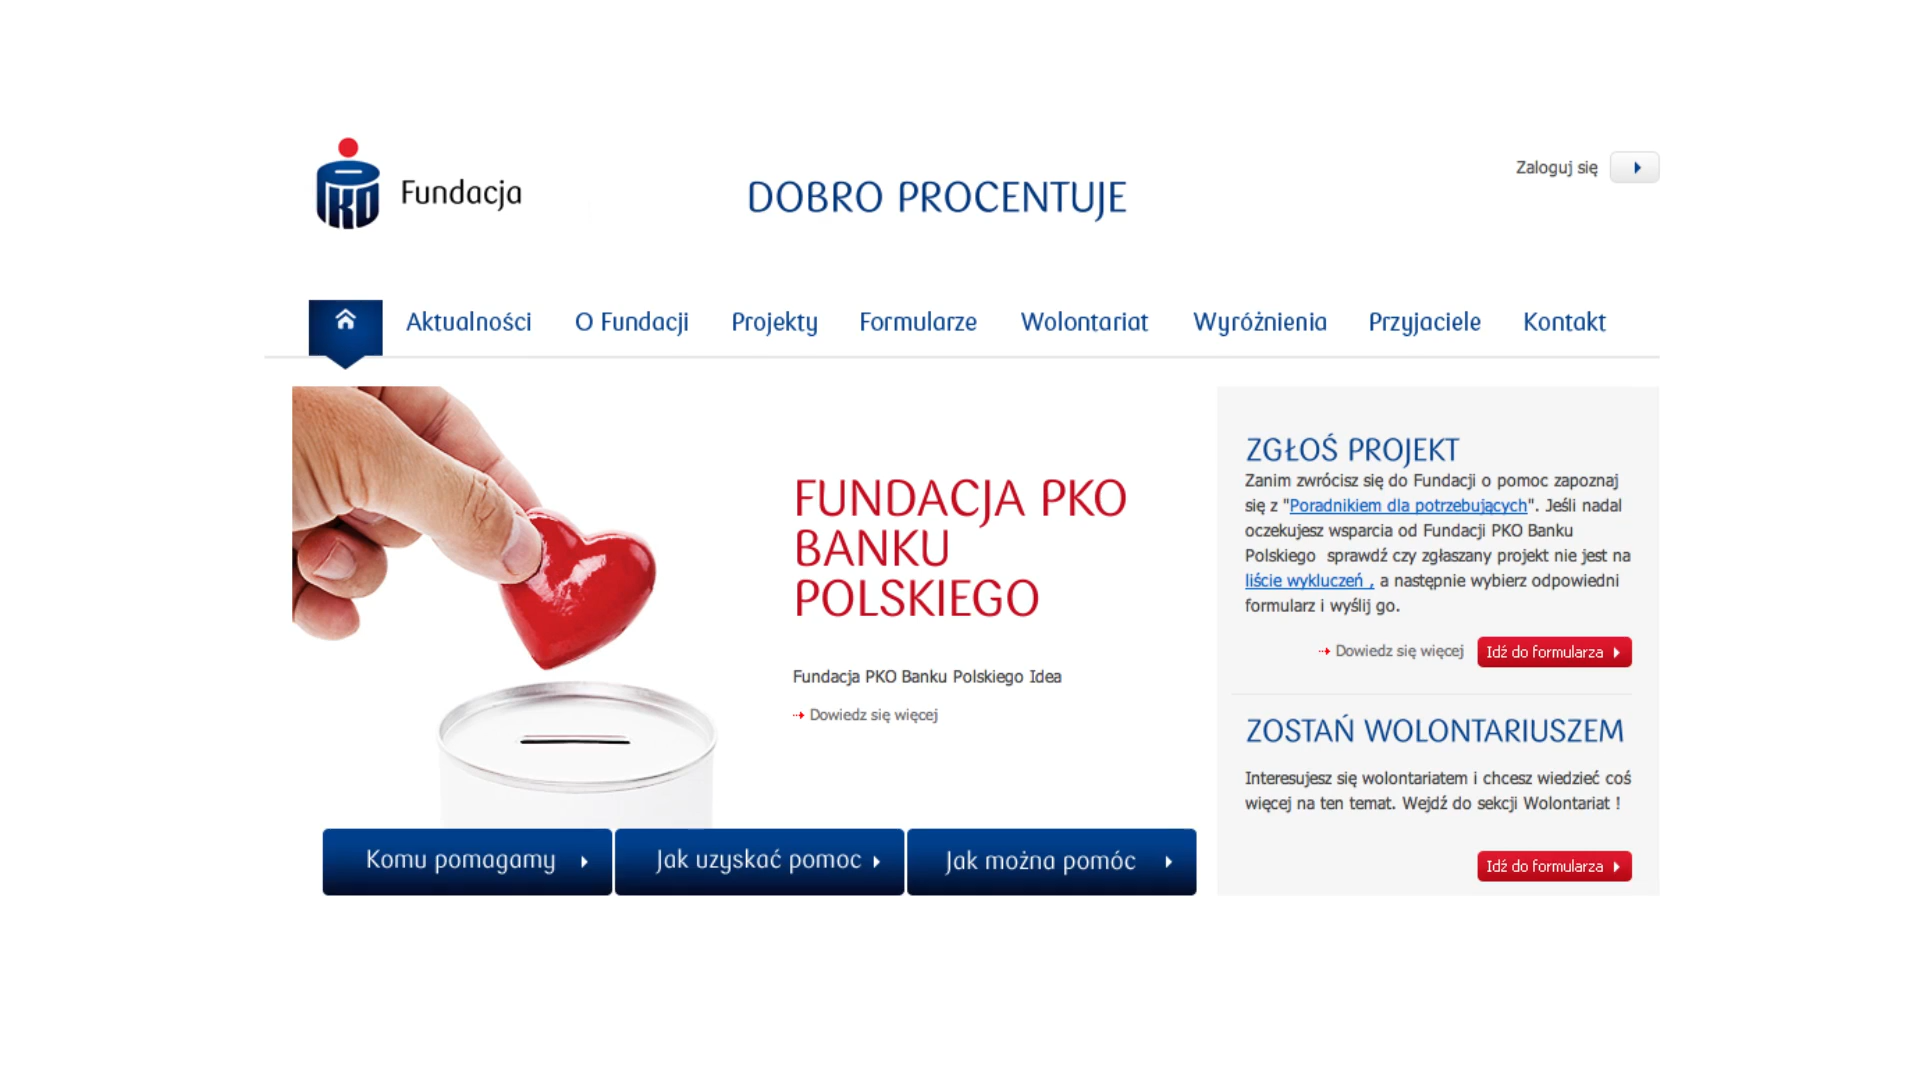 PKO Fundacja
DOBRO PROCENTUJE
Zaloguj się
Aktualności O Fundacji Projekty Formularze Wolontariat Wyróżnienia Przyjaciele Kontakt
FUNDACJA PKO
BANKU
POLSKIEGO
Fundacja PKO Banku Polskiego Idea
Dowiedz się więcej
Komu pomagamy
Jak uzyskać pomoc
Jak można pomóc
ZGŁOŚ PROJEKT
Zanim zwrócisz się do Fundacji o pomoc zapoznaj
się z "Poradnikiem dla potrzebujących". Jeśli nadal
oczekujesz wsparcia od Fundacji PKO Banku
Polskiego sprawdź czy zgłaszany projekt nie jest na
liście wykluczeń , a następnie wybierz odpowiedni
formularz i wyślij go.
Dowiedz się więcej Idź do formularza
ZOSTAŃ WOLONTARIUSZEM
Interesujesz się wolontariatem i chcesz wiedzieć coś
więcej na ten temat. Wejdź do sekcji Wolontariat !
Idź do formularza